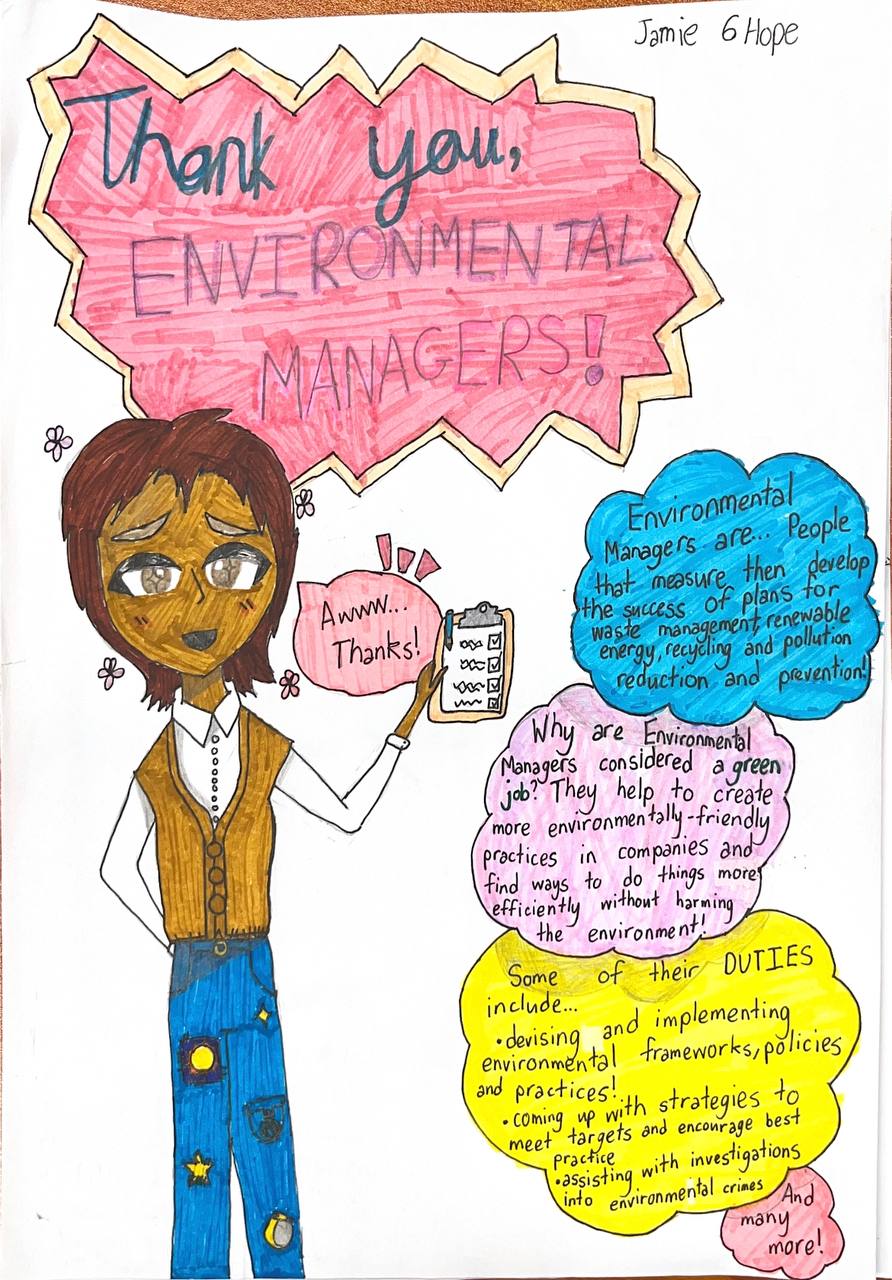 Jamie 6 Hope
Thank you,
ENVIRONMENTAL
MANAGERS!
Awww...
Thanks!
Environmental
Managers are... People
that measure then develop
the success of plans for
waste management, renewable
energy, recycling and pollution
reduction and prevention!
Why are Environmental
Managers considered a green
job? They help to create
more environmentally-friendly
practices in companies and
find ways to do things more
efficiently without harming
the environment!
Some of their DUTIES
include...
•devising and implementing
environmental frameworks, policies
and practices!
•coming up with strategies to
meet targets and encourage best
practice
•assisting with investigations
into environmental crimes
And
many
more!